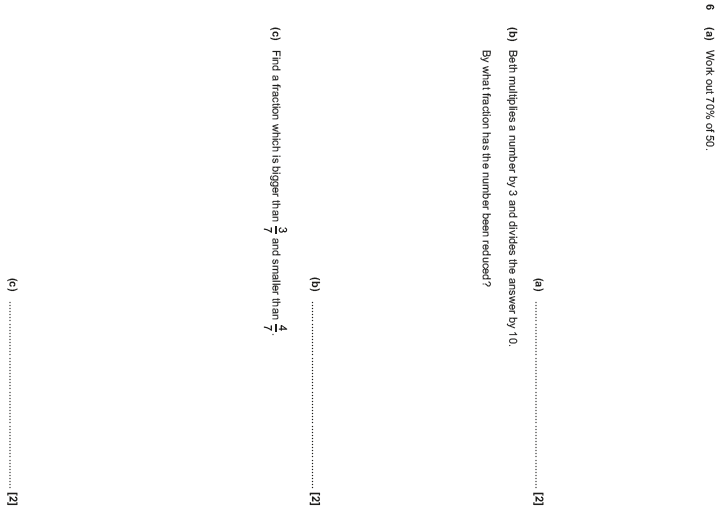 6 (a) Work out 70% of 50.
(a) .......................................................... [2]
(b) Beth multiplies a number by 3 and divides the answer by 10.
By what fraction has the number been reduced?
(b) .......................................................... [2]
(c) Find a fraction which is bigger than 3/7 and smaller than 4/7.
(c) .......................................................... [2]